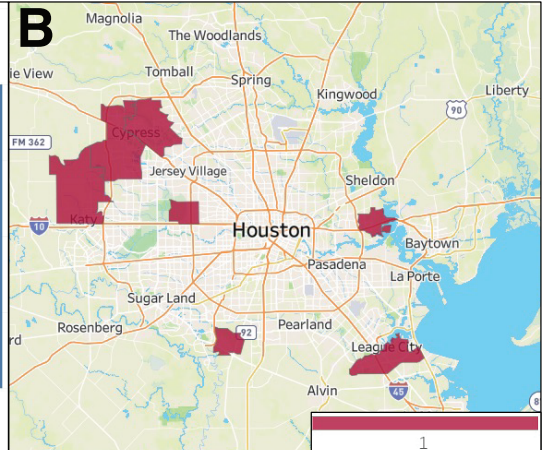 B
Magnolia
The Woodlands
ie View
Tomball
Spring
Kingwood
Liberty
90
Cypress
FM 362
Jersey Village
Sheldon
Katy
10
Houston
Baytown
Pasadena
La Porte
Sugar Land
Rosenberg
92
Pearland
rd
League City
Alvin
45
8
1